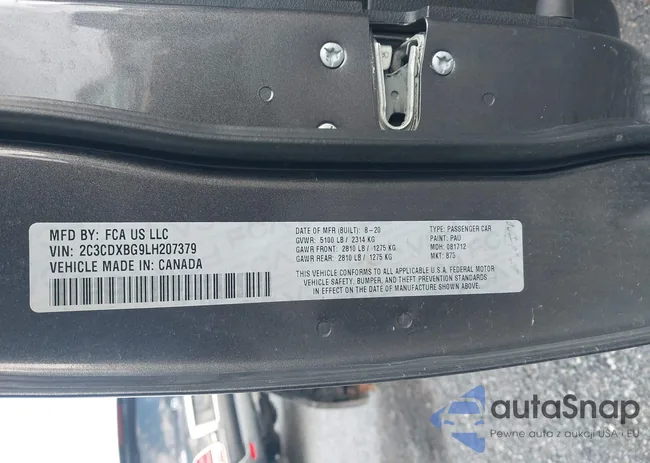 MFD BY: FCA US LLC
VIN: 2C3CDXBG9LH207379
VEHICLE MADE IN: CANADA
DATE OF MFR (BUILT): 8-20
GVWR: 5100 LB / 2314 KG
GAWR FRONT: 2810 LB / 1275 KG
GAWR REAR: 2810 LB / 1275 KG
TYPE: PASSENGER CAR
PAINT: PAU
MDH: 081712
MKT: 875
THIS VEHICLE CONFORMS TO ALL APPLICABLE U.S.A. FEDERAL MOTOR
VEHICLE SAFETY, BUMPER, AND THEFT PREVENTION STANDARDS
IN EFFECT ON THE DATE OF MANUFACTURE SHOWN ABOVE.
autaSnap
Pewne auta z aukcji USA i EU